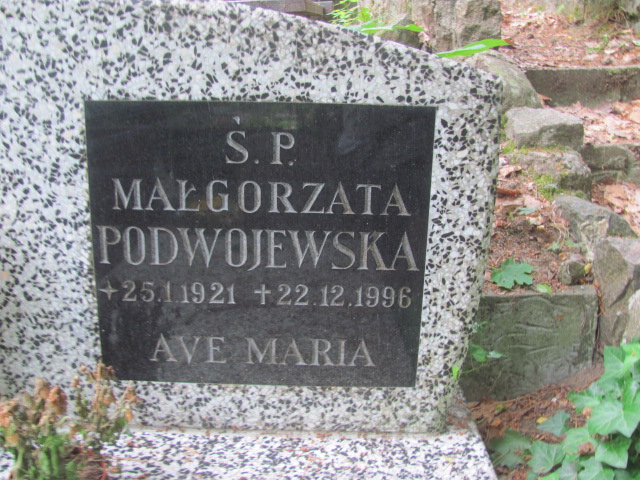 Ś.P.
MAŁGORZATA
PODWOJEWSKA
+25.1.1921 +22.12.1996
AVE MARIA